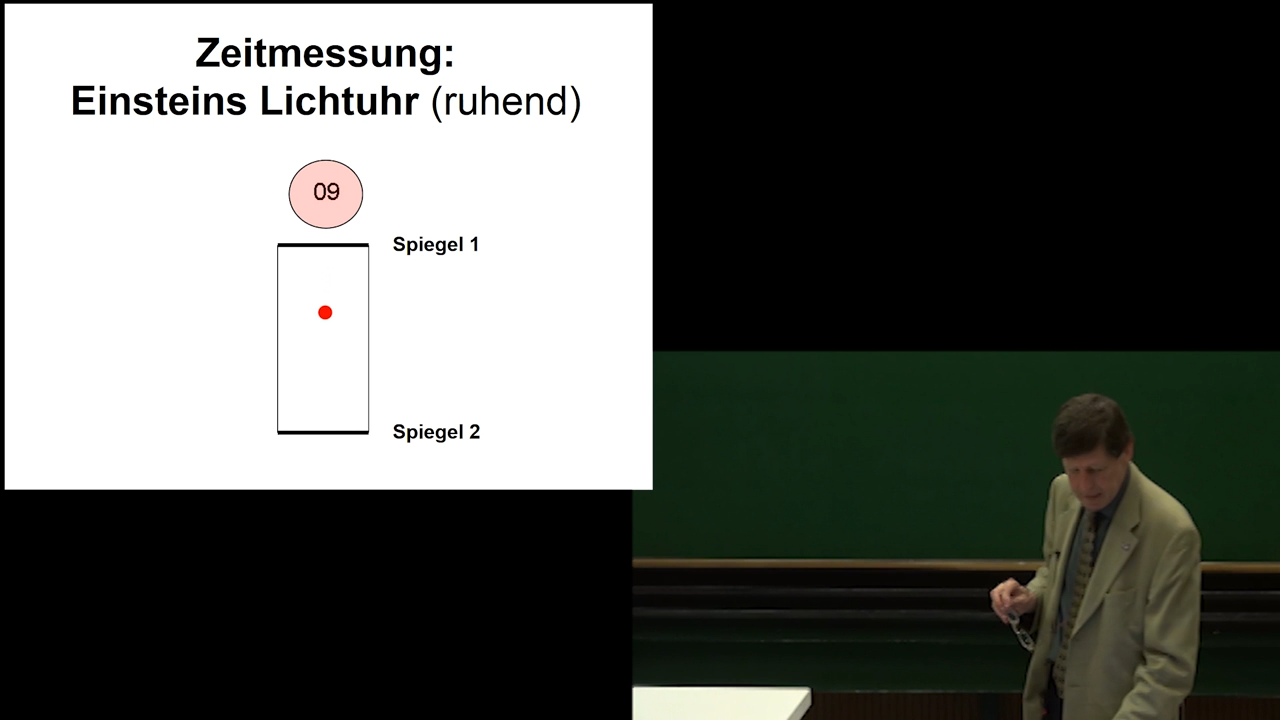 Zeitmessung:
Einsteins Lichtuhr (ruhend)
09
Spiegel 1
Spiegel 2